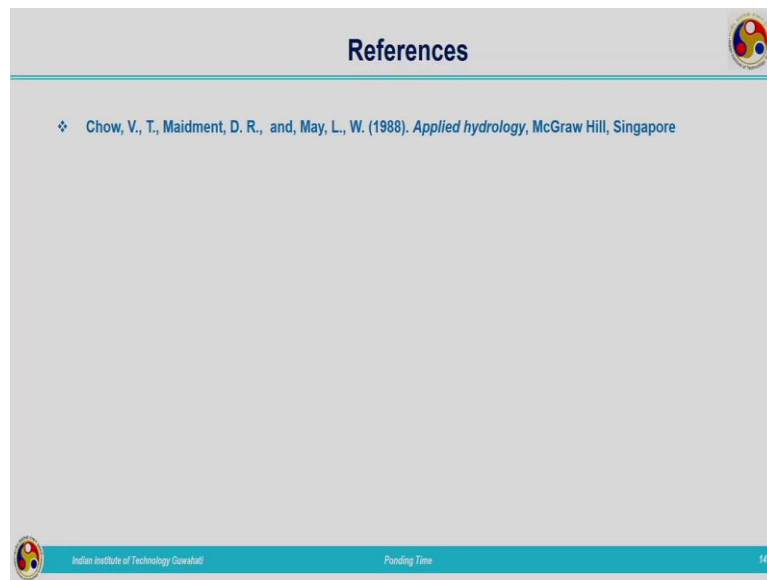 References
❖ Chow, V., T., Maidment, D. R., and, May, L., W. (1988). Applied hydrology, McGraw Hill, Singapore
Indian institute of Technology Guwahati
Ponding Time
14